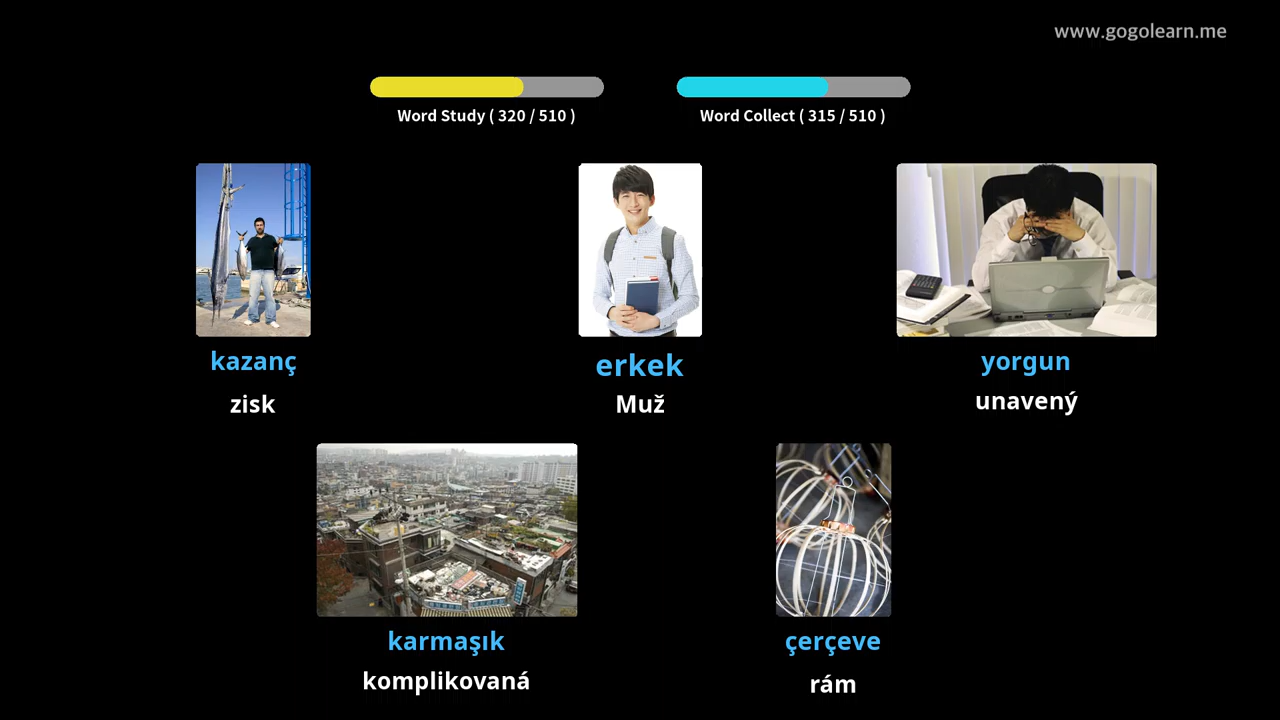 www.gogolearn.me
Word Study ( 320 / 510 )
Word Collect ( 315 / 510 )
kazanç
zisk
erkek
Muž
yorgun
unavený
karmaşık
komplikovaná
çerçeve
rám